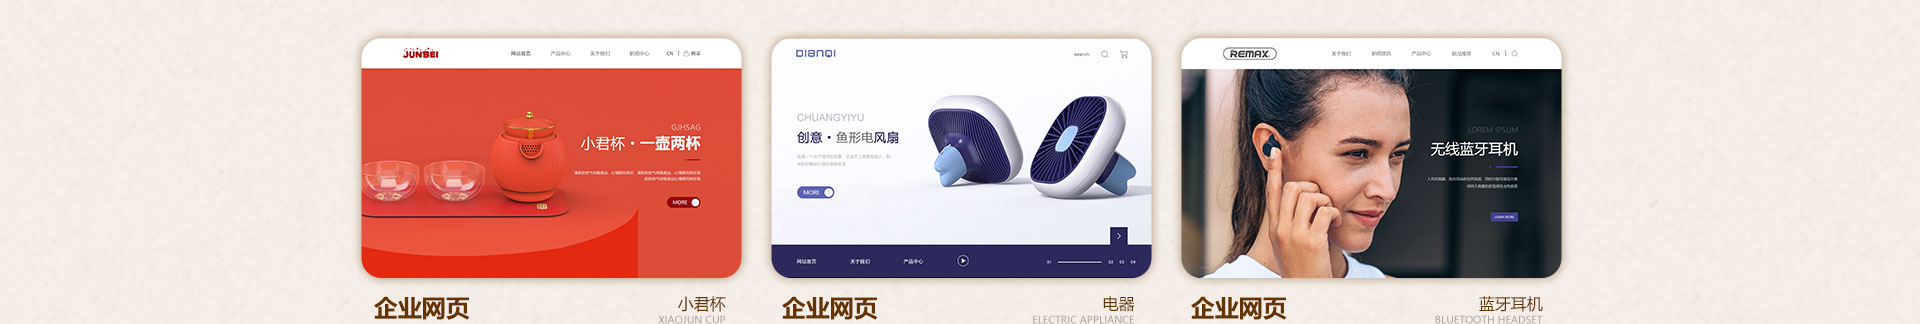 JUNBEI
网站首页 产品中心 关于我们 新闻中心 CN 购买
GJHSAG
小君杯·一壶两杯
MORE
企业网页
小君杯
XIAOJUN CUP
DIANQI
search
CHUANGYIYU
创意·鱼形电风扇
MORE
网站首页 关于我们 产品中心
01 02 03 04
企业网页
电器
ELECTRIC APPLIANCE
REMAX
关于我们 新闻资讯 产品中心 新品推荐 CN
LOREM IPSUM
无线蓝牙耳机
LEARN MORE
企业网页
蓝牙耳机
BLUETOOTH HEADSET